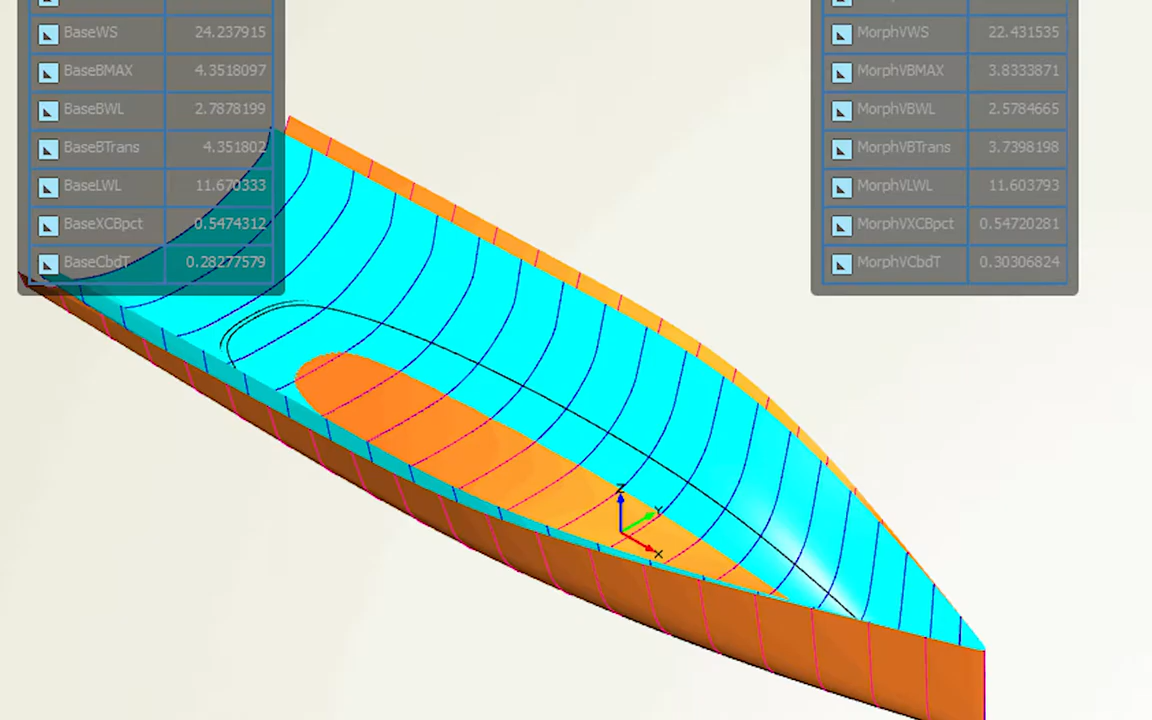 BaseWS 24.237915
BaseBMAX 4.3518097
BaseBWL 2.7878199
BaseBTrans 4.351802
BaseLWL 11.670333
BaseXCBpct 0.5474312
BaseCbdT 0.28277579
MorphVWS 22.431535
MorphVBMAX 3.8333871
MorphVBWL 2.5784665
MorphVBTrans 3.7398198
MorphVLWL 11.603793
MorphVXCBpct 0.54720281
MorphVCbdT 0.30306824
Z
Y
X